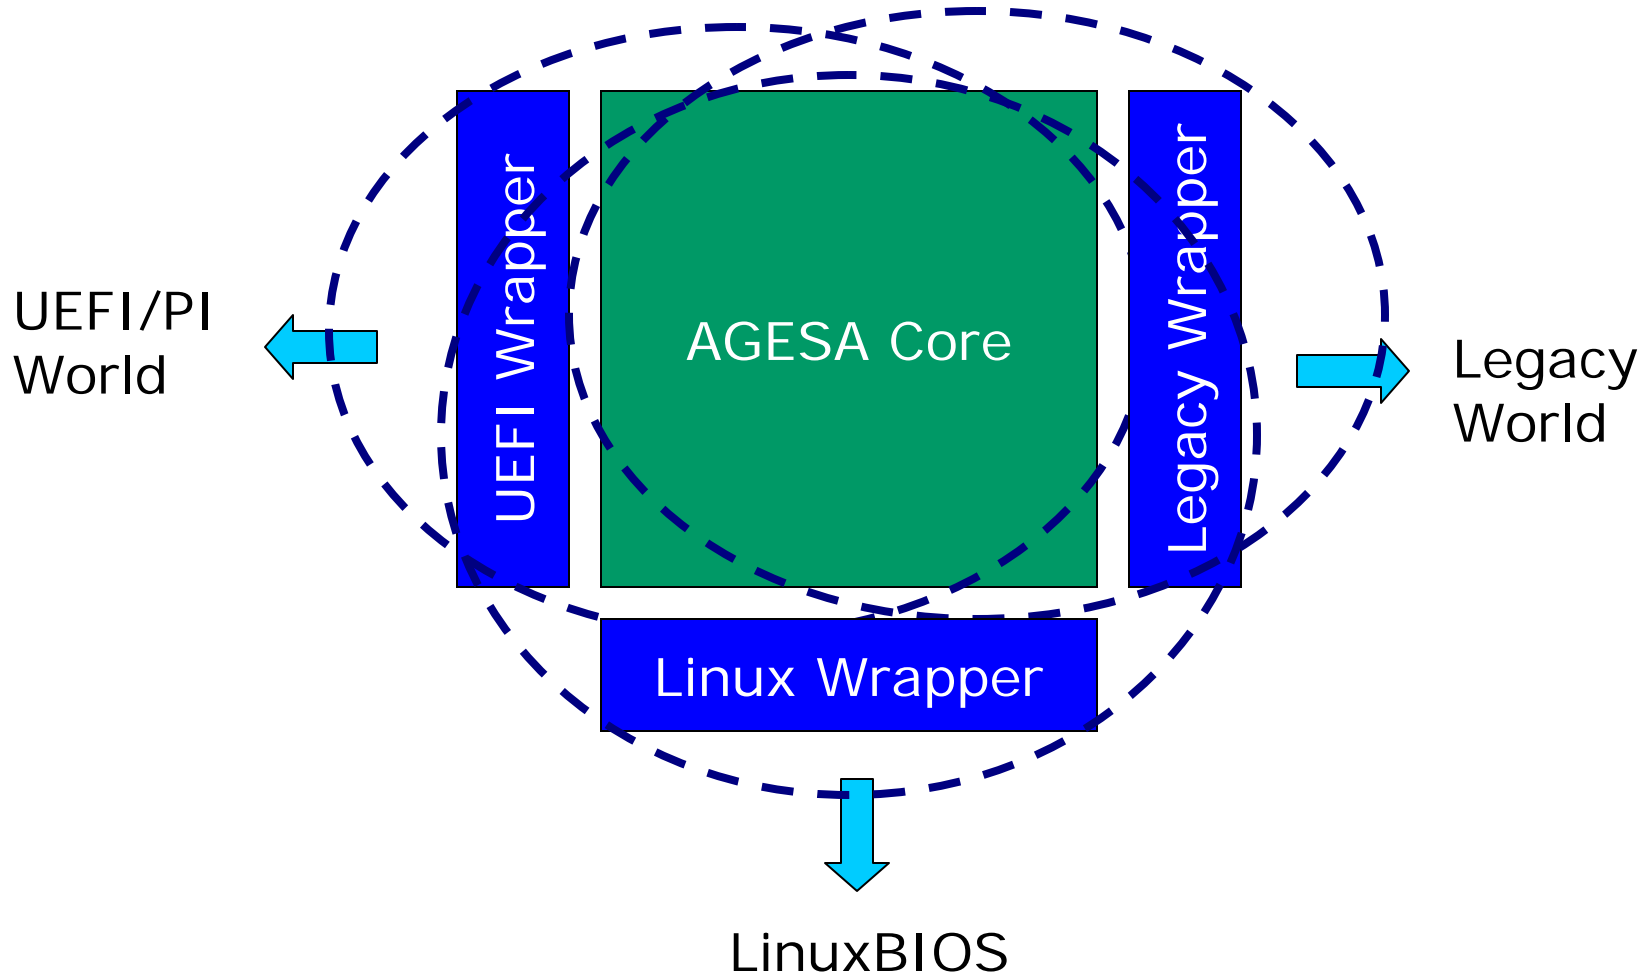 UEFI/PI
World
UEFI Wrapper
AGESA Core
Legacy Wrapper
Legacy
World
Linux Wrapper
LinuxBIOS